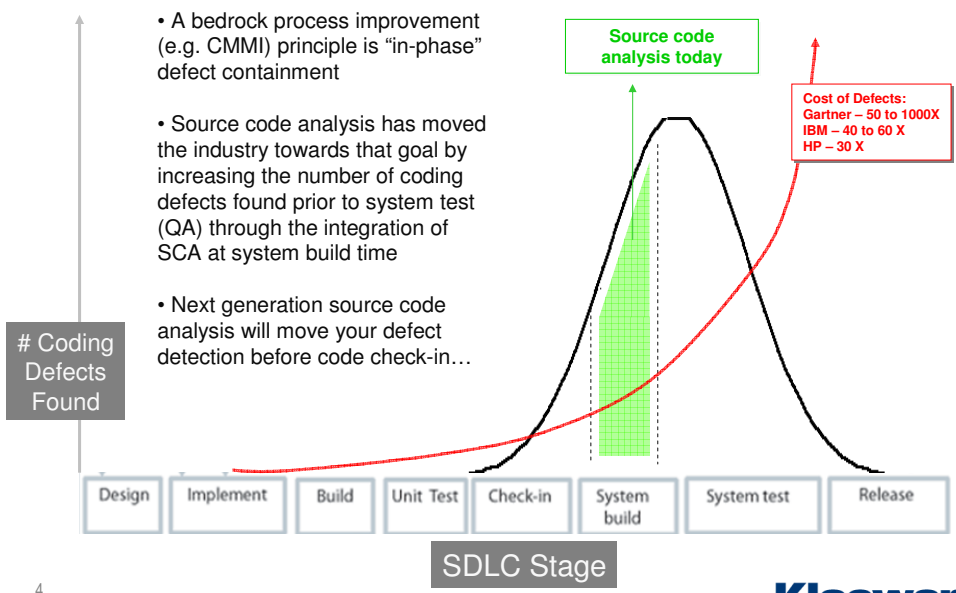 • A bedrock process improvement
(e.g. CMMI) principle is “in-phase”
defect containment
• Source code analysis has moved
the industry towards that goal by
increasing the number of coding
defects found prior to system test
(QA) through the integration of
SCA at system build time
• Next generation source code
analysis will move your defect
detection before code check-in…
Source code
analysis today
Cost of Defects:
Gartner – 50 to 1000X
IBM – 40 to 60 X
HP – 30 X
# Coding
Defects
Found
Design
Implement
Build
Unit Test
Check-in
System
build
System test
Release
SDLC Stage
4